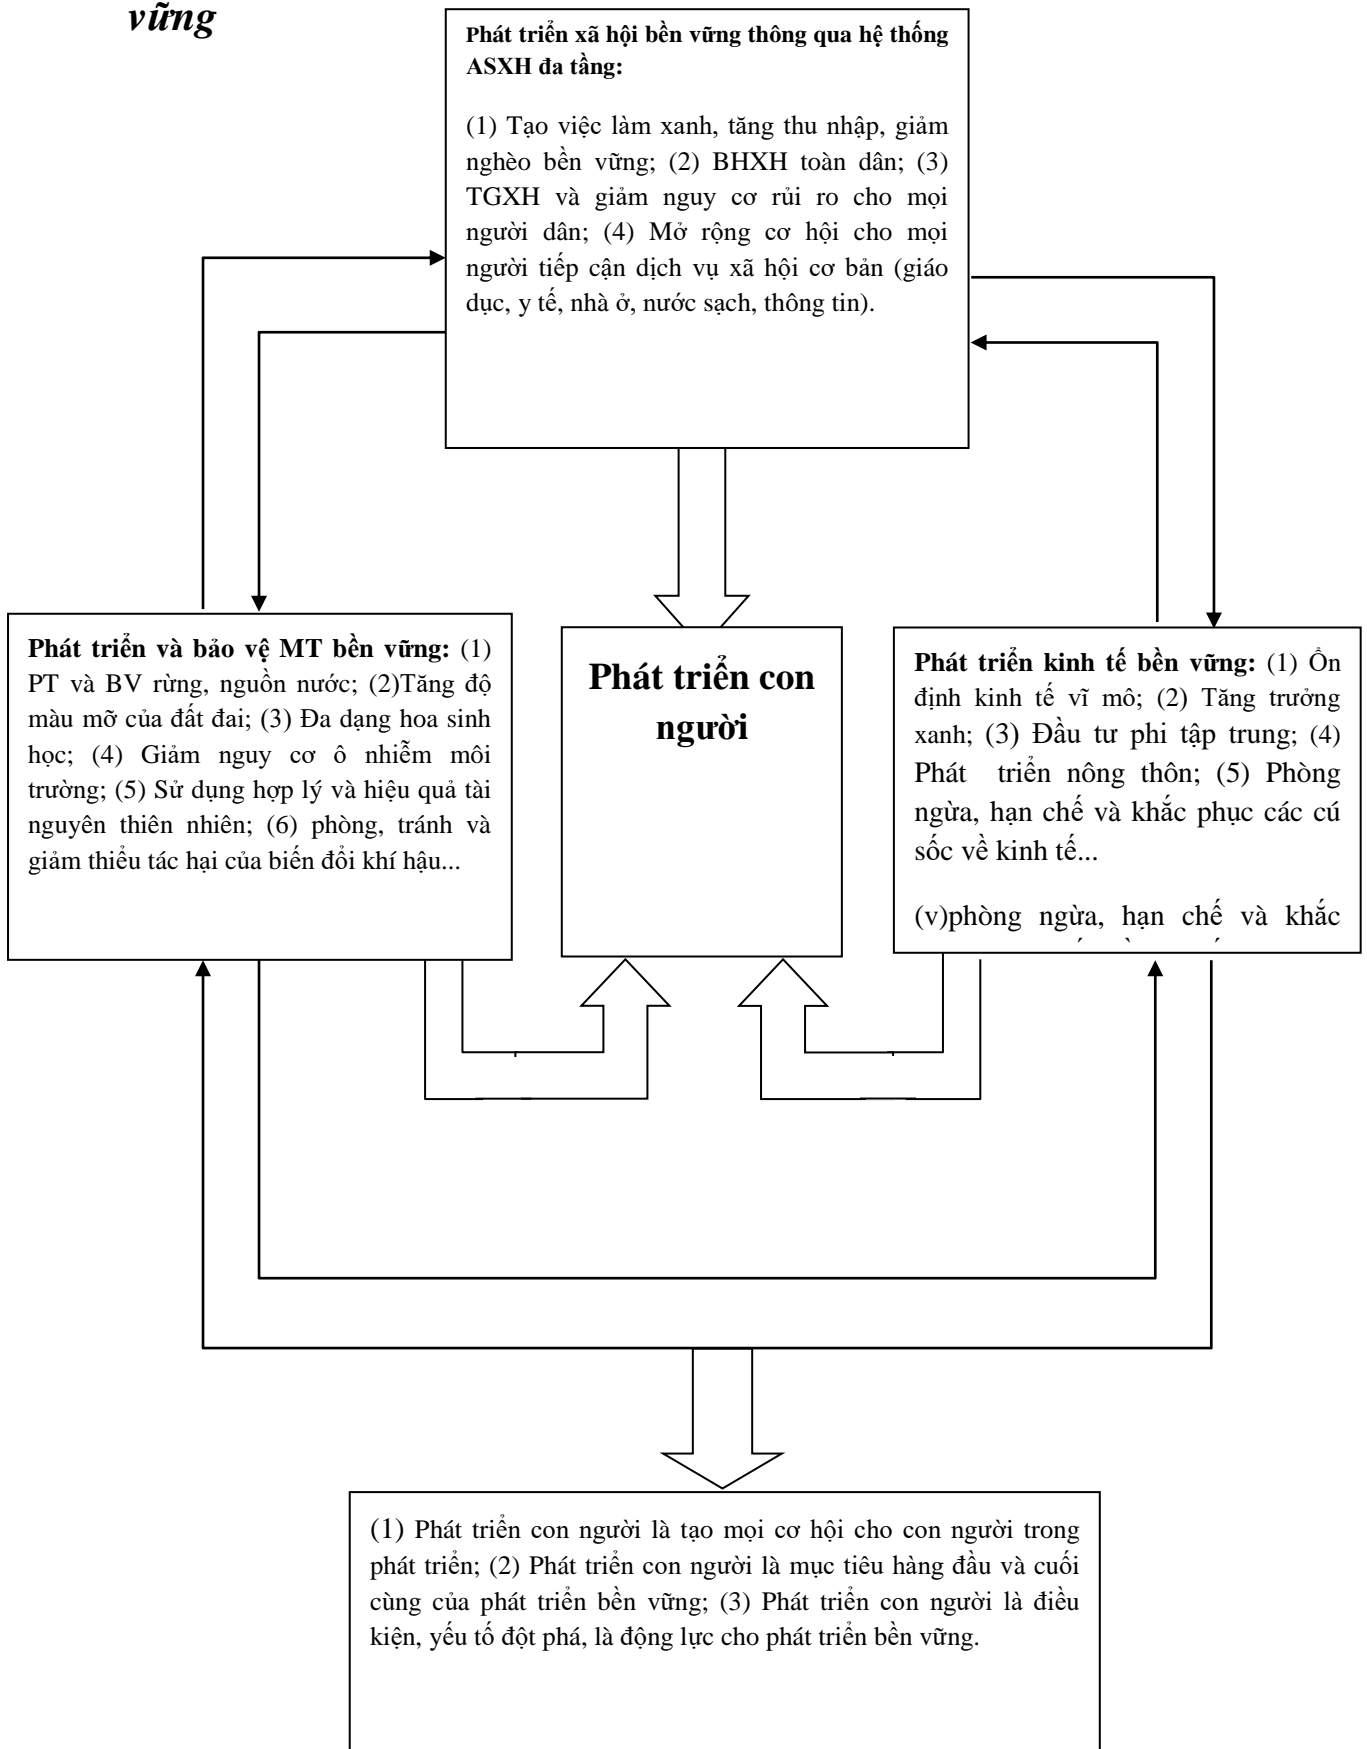 vững
Phát triển xã hội bền vững thông qua hệ thống
ASXH đa tầng:
(1) Tạo việc làm xanh, tăng thu nhập, giảm
nghèo bền vững; (2) BHXH toàn dân; (3)
TGXH và giảm nguy cơ rủi ro cho mọi
người dân; (4) Mở rộng cơ hội cho mọi
người tiếp cận dịch vụ xã hội cơ bản (giáo
dục, y tế, nhà ở, nước sạch, thông tin).
Phát triển và bảo vệ MT bền vững: (1)
PT và BV rừng, nguồn nước; (2)Tăng độ
màu mỡ của đất đai; (3) Đa dạng hoa sinh
học; (4) Giảm nguy cơ ô nhiễm môi
trường; (5) Sử dụng hợp lý và hiệu quả tài
nguyên thiên nhiên; (6) phòng, tránh và
giảm thiểu tác hại của biến đổi khí hậu...
Phát triển con
người
Phát triển kinh tế bền vững: (1) Ổn
định kinh tế vĩ mô; (2) Tăng trưởng
xanh; (3) Đầu tư phi tập trung; (4)
Phát triển nông thôn; (5) Phòng
ngừa, hạn chế và khắc phục các cú
sốc về kinh tế...
(v)phòng ngừa, hạn chế và khắc
(1) Phát triển con người là tạo mọi cơ hội cho con người trong
phát triển; (2) Phát triển con người là mục tiêu hàng đầu và cuối
cùng của phát triển bền vững; (3) Phát triển con người là điều
kiện, yếu tố đột phá, là động lực cho phát triển bền vững.